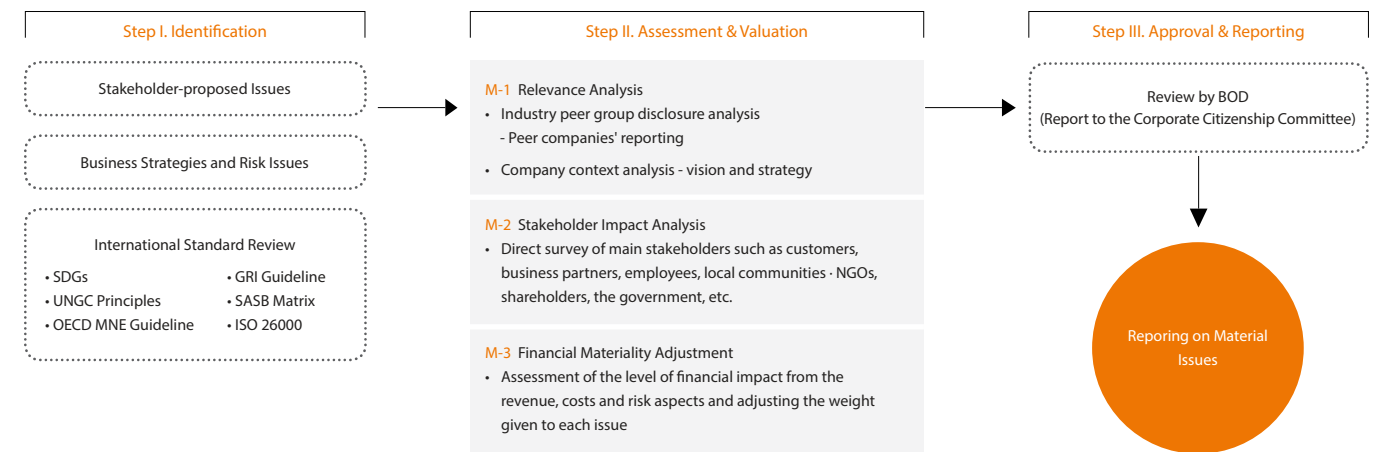 Step I. Identification
Stakeholder-proposed Issues
Business Strategies and Risk Issues
International Standard Review
• SDGs
• UNGC Principles
• OECD MNE Guideline
• GRI Guideline
• SASB Matrix
• ISO 26000
Step II. Assessment & Valuation
M-1 Relevance Analysis
• Industry peer group disclosure analysis
- Peer companies' reporting
• Company context analysis - vision and strategy
M-2 Stakeholder Impact Analysis
• Direct survey of main stakeholders such as customers,
business partners, employees, local communities · NGOs,
shareholders, the government, etc.
M-3 Financial Materiality Adjustment
• Assessment of the level of financial impact from the
revenue, costs and risk aspects and adjusting the weight
given to each issue
Step III. Approval & Reporting
Review by BOD
(Report to the Corporate Citizenship Committee)
Reporing on Material
Issues